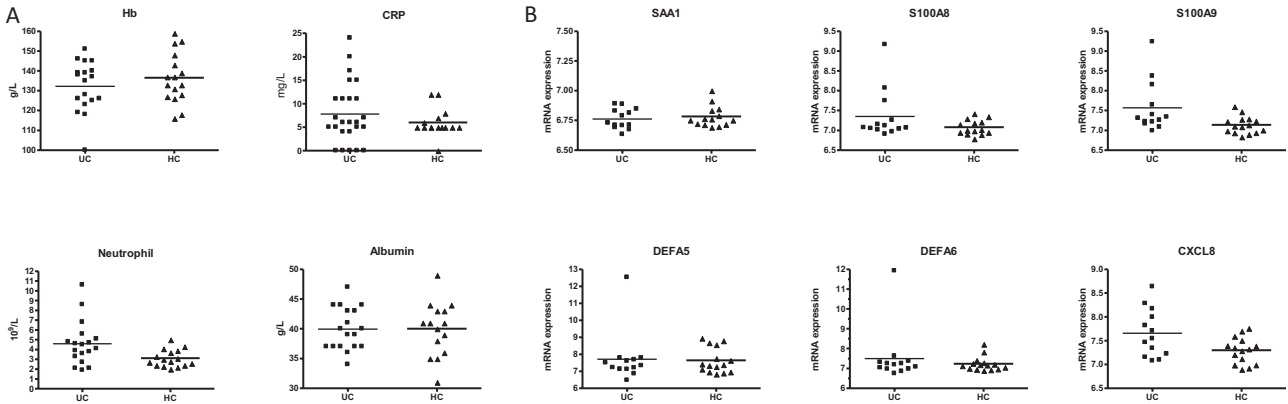 A
B
Hb
g/L
160
150
140
130
120
110
100
UC
HC
CRP
mg/L
25
20
15
10
5
0
UC
HC
SAA1
mRNA expression
7.50
7.25
7.00
6.75
6.50
UC
HC
S100A8
mRNA expression
9.5
9.0
8.5
8.0
7.5
7.0
6.5
UC
HC
S100A9
mRNA expression
9.5
9.0
8.5
8.0
7.5
7.0
6.5
UC
HC
Neutrophil
10⁹/L
12
11
10
9
8
7
6
5
4
3
2
1
0
UC
HC
Albumin
g/L
50
45
40
35
30
UC
HC
DEFA5
mRNA expression
13
12
11
10
9
8
7
6
UC
HC
DEFA6
mRNA expression
12
11
10
9
8
7
6
UC
HC
CXCL8
mRNA expression
9.0
8.5
8.0
7.5
7.0
6.5
UC
HC